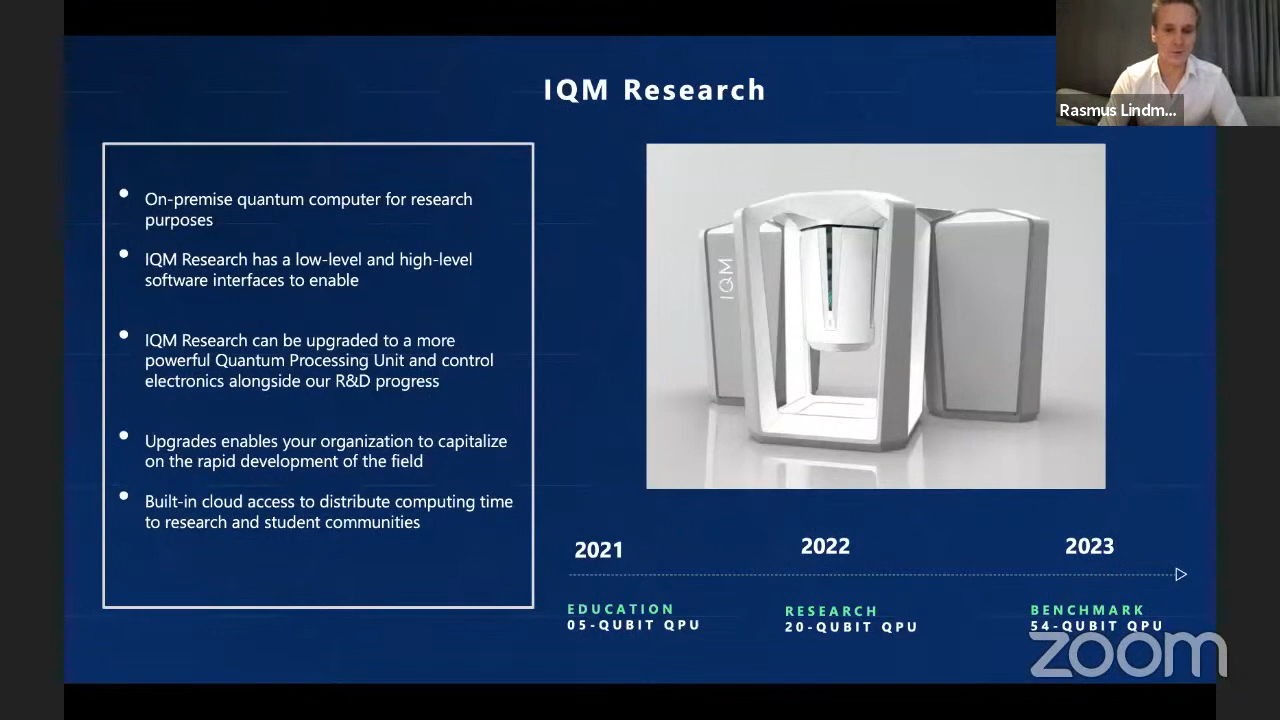 IQM Research
Rasmus Lindm...
On-premise quantum computer for research
purposes
IQM Research has a low-level and high-level
software interfaces to enable
IQM Research can be upgraded to a more
powerful Quantum Processing Unit and control
electronics alongside our R&D progress
Upgrades enables your organization to capitalize
on the rapid development of the field
Built-in cloud access to distribute computing time
to research and student communities
IQM
2021
2022
2023
EDUCATION
05-QUBIT QPU
RESEARCH
20-QUBIT QPU
BENCHMARK
54-QUBIT QPU
zoom